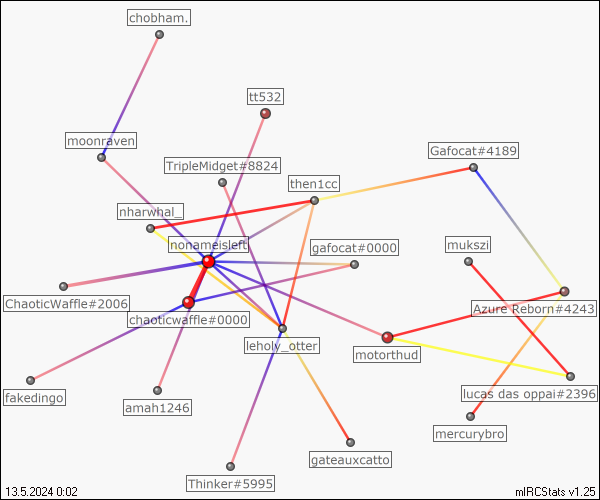 chobham.
tt532
moonraven
Gafocat#4189
TripleMidget#8824
then1cc
nharwhal_
nonameisleft
gafocat#0000
mukszi
ChaoticWaffle#2006
Azure Reborn#4243
chaoticwaffle#0000
leholy_otter
motorthud
fakedingo
lucas das oppai#2396
amah1246
mercurybro
gateauxcatto
Thinker#5995
13.5.2024 0:02
mIRCStats v1.25